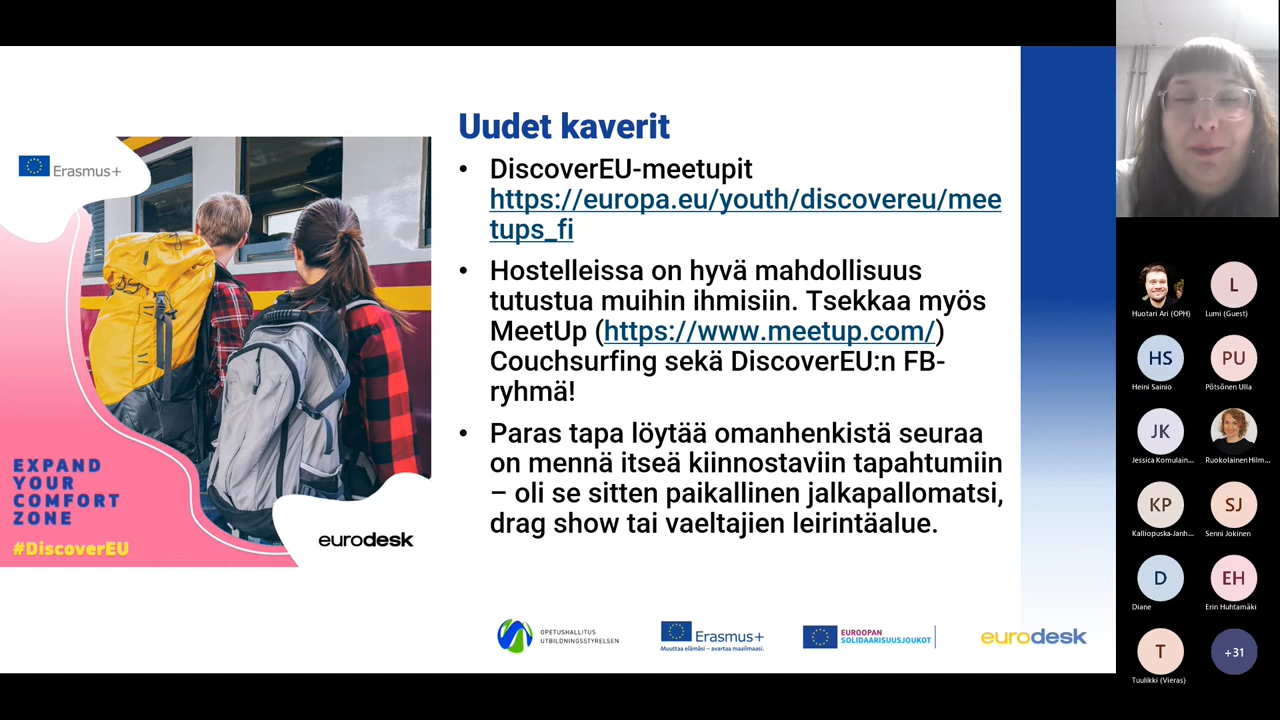 Erasmus+
EXPAND
YOUR
COMFORT
ZONE
#DiscoverEU
eurodesk
Uudet kaverit
• DiscoverEU-meetupit
https://europa.eu/youth/discovereu/mee
tups_fi
• Hostelleissa on hyvä mahdollisuus
tutustua muihin ihmisiin. Tsekkaa myös
MeetUp (https://www.meetup.com/)
Couchsurfing sekä DiscoverEU:n FB-
ryhmä!
• Paras tapa löytää omanhenkistä seuraa
on mennä itseä kiinnostaviin tapahtumiin
– oli se sitten paikallinen jalkapallomatsi,
drag show tai vaeltajien leirintäalue.
OPETUSHALLITUS
UTBILDNINGSSTYRELSEN
Erasmus+
Muuttaa elämäsi – avartaa maailmaasi.
EUROOPAN
SOLIDAARISUUSJOUKOT
eurodesk
Huotari Ari (OPH)
L
Lumi (Guest)
HS
Heini Sainio
PU
Pötsönen Ulla
JK
Jessica Komulain...
Ruokolainen Hilm...
KP
Kalliopuska-Janh...
SJ
Senni Jokinen
D
Diane
EH
Erin Huhtamäki
T
Tuulikki (Vieras)
+31